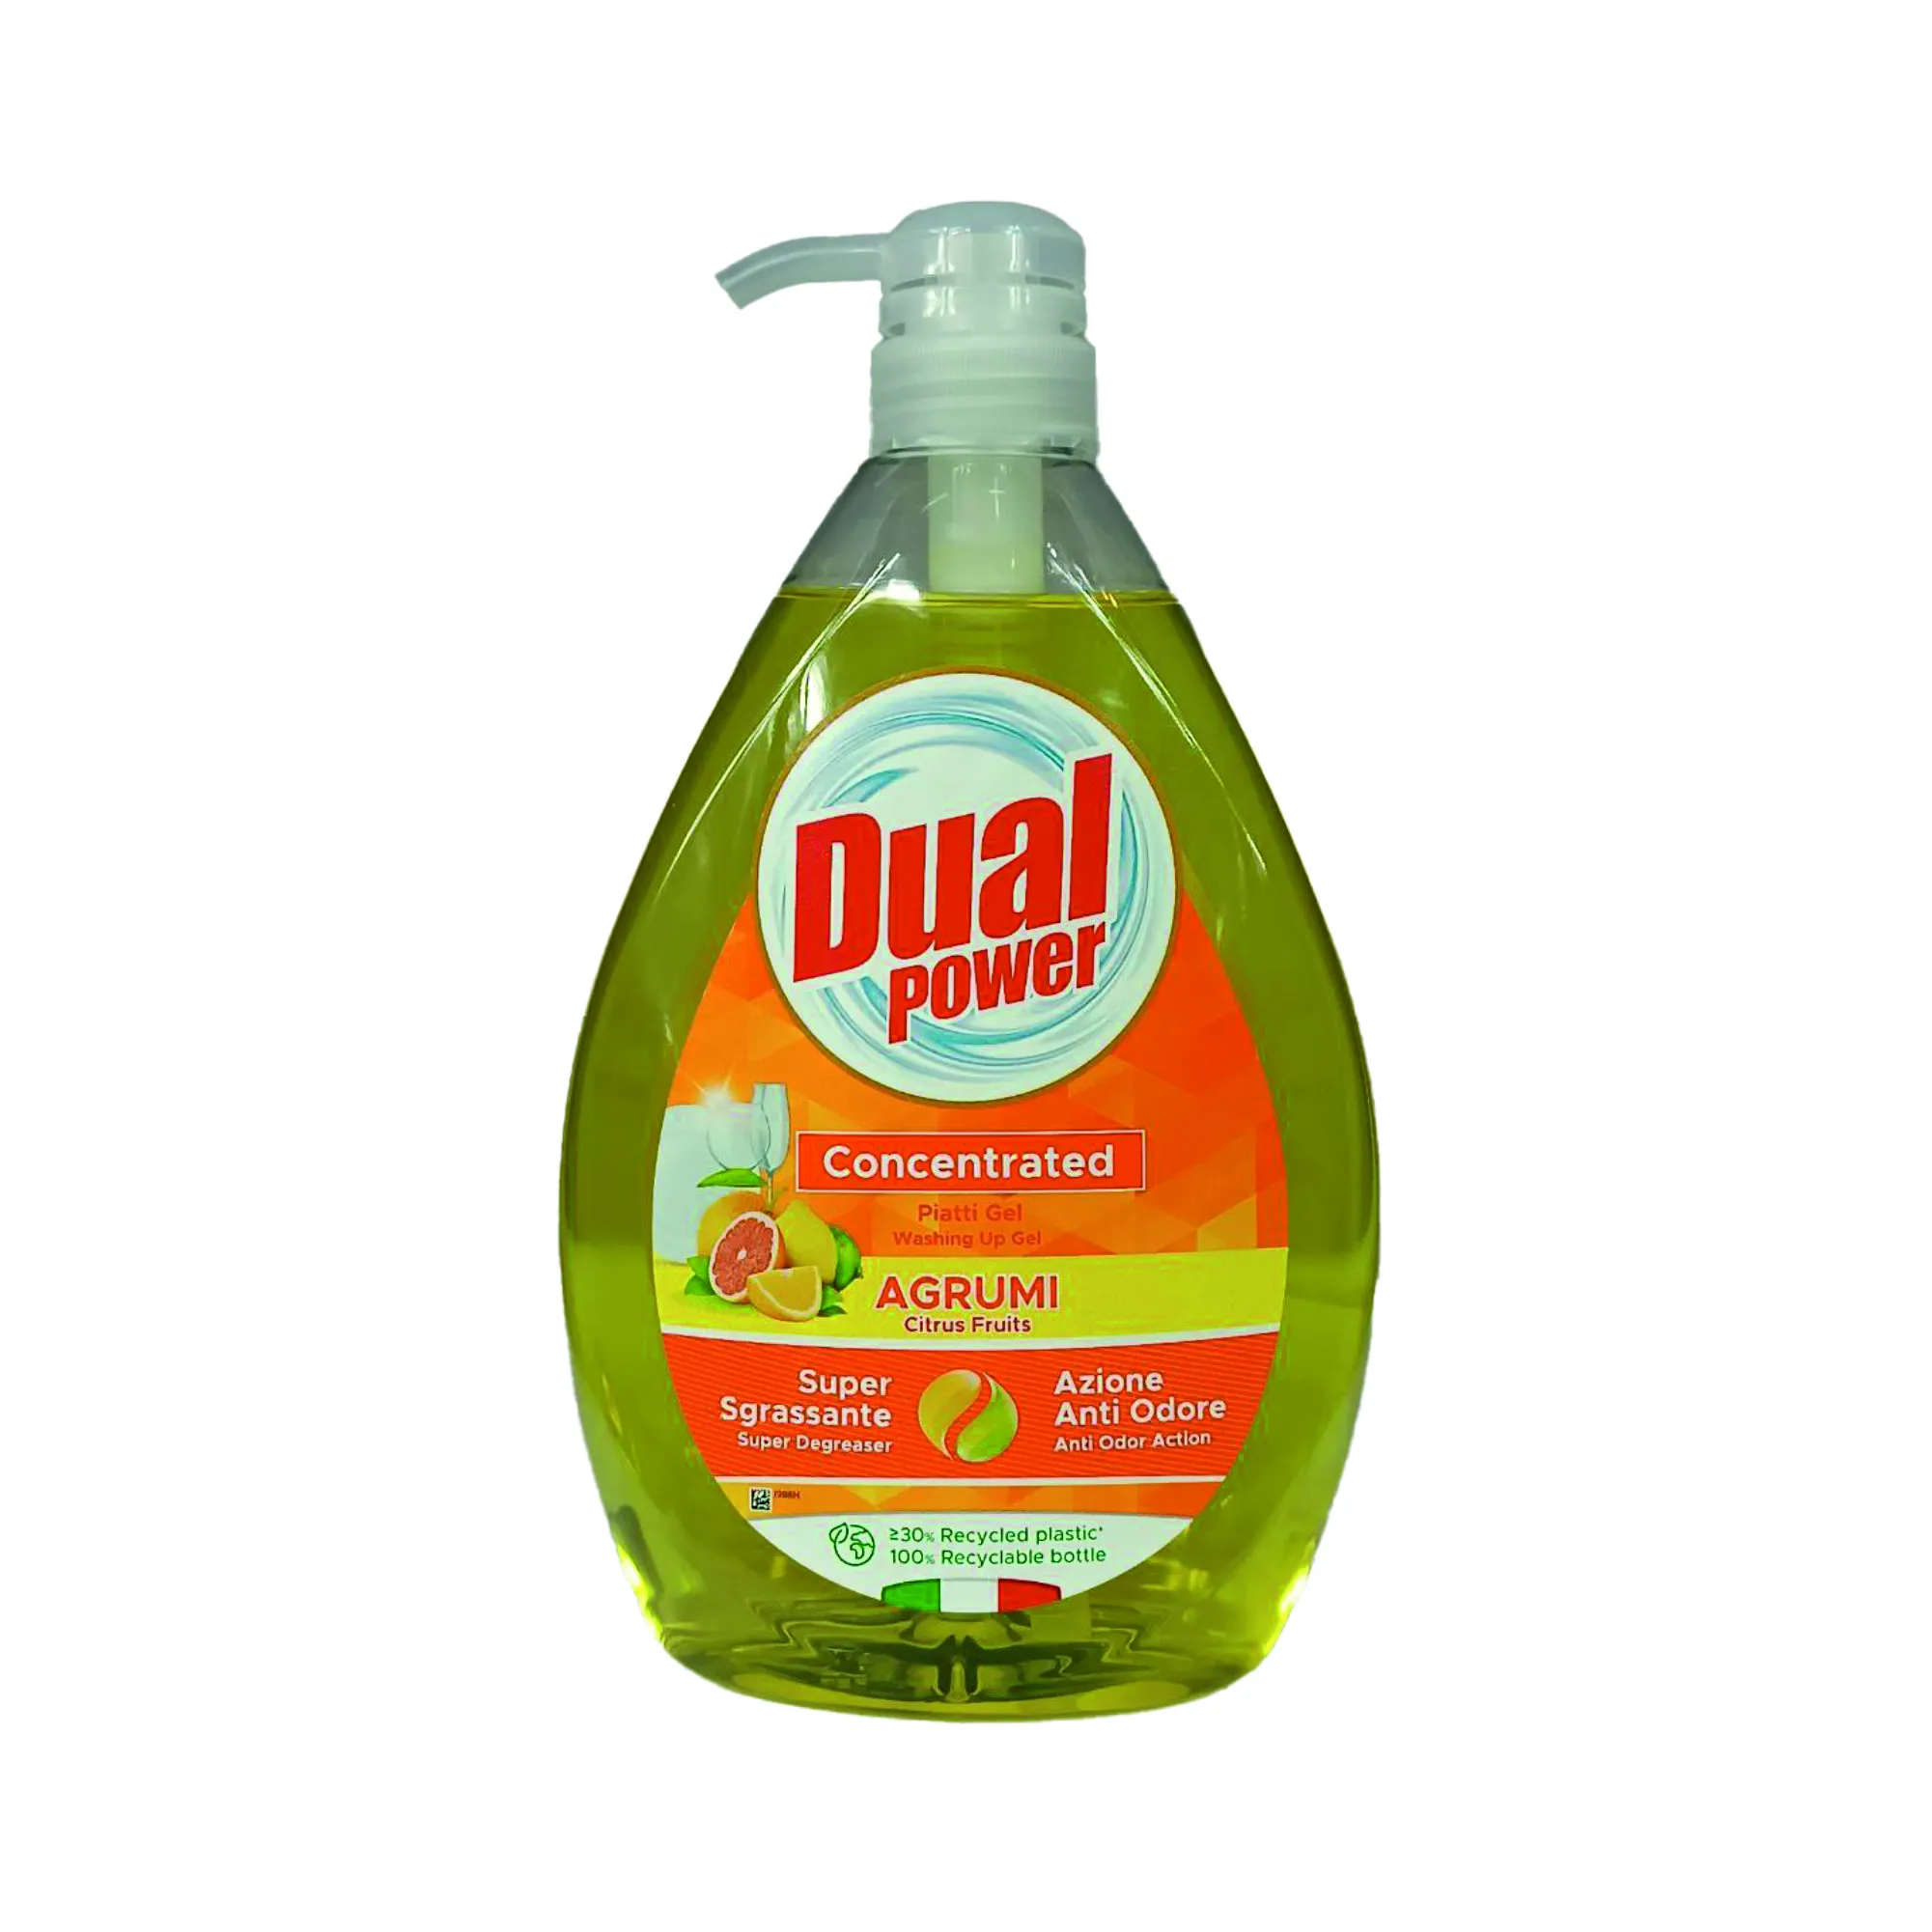 Dual
Power
Concentrated
Piatti Gel
Washing Up Gel
AGRUMI
Citrus Fruits
Super
Sgrassante
Super Degreaser
Azione
Anti Odore
Anti Odor Action
≥30% Recycled plastic*
100% Recyclable bottle